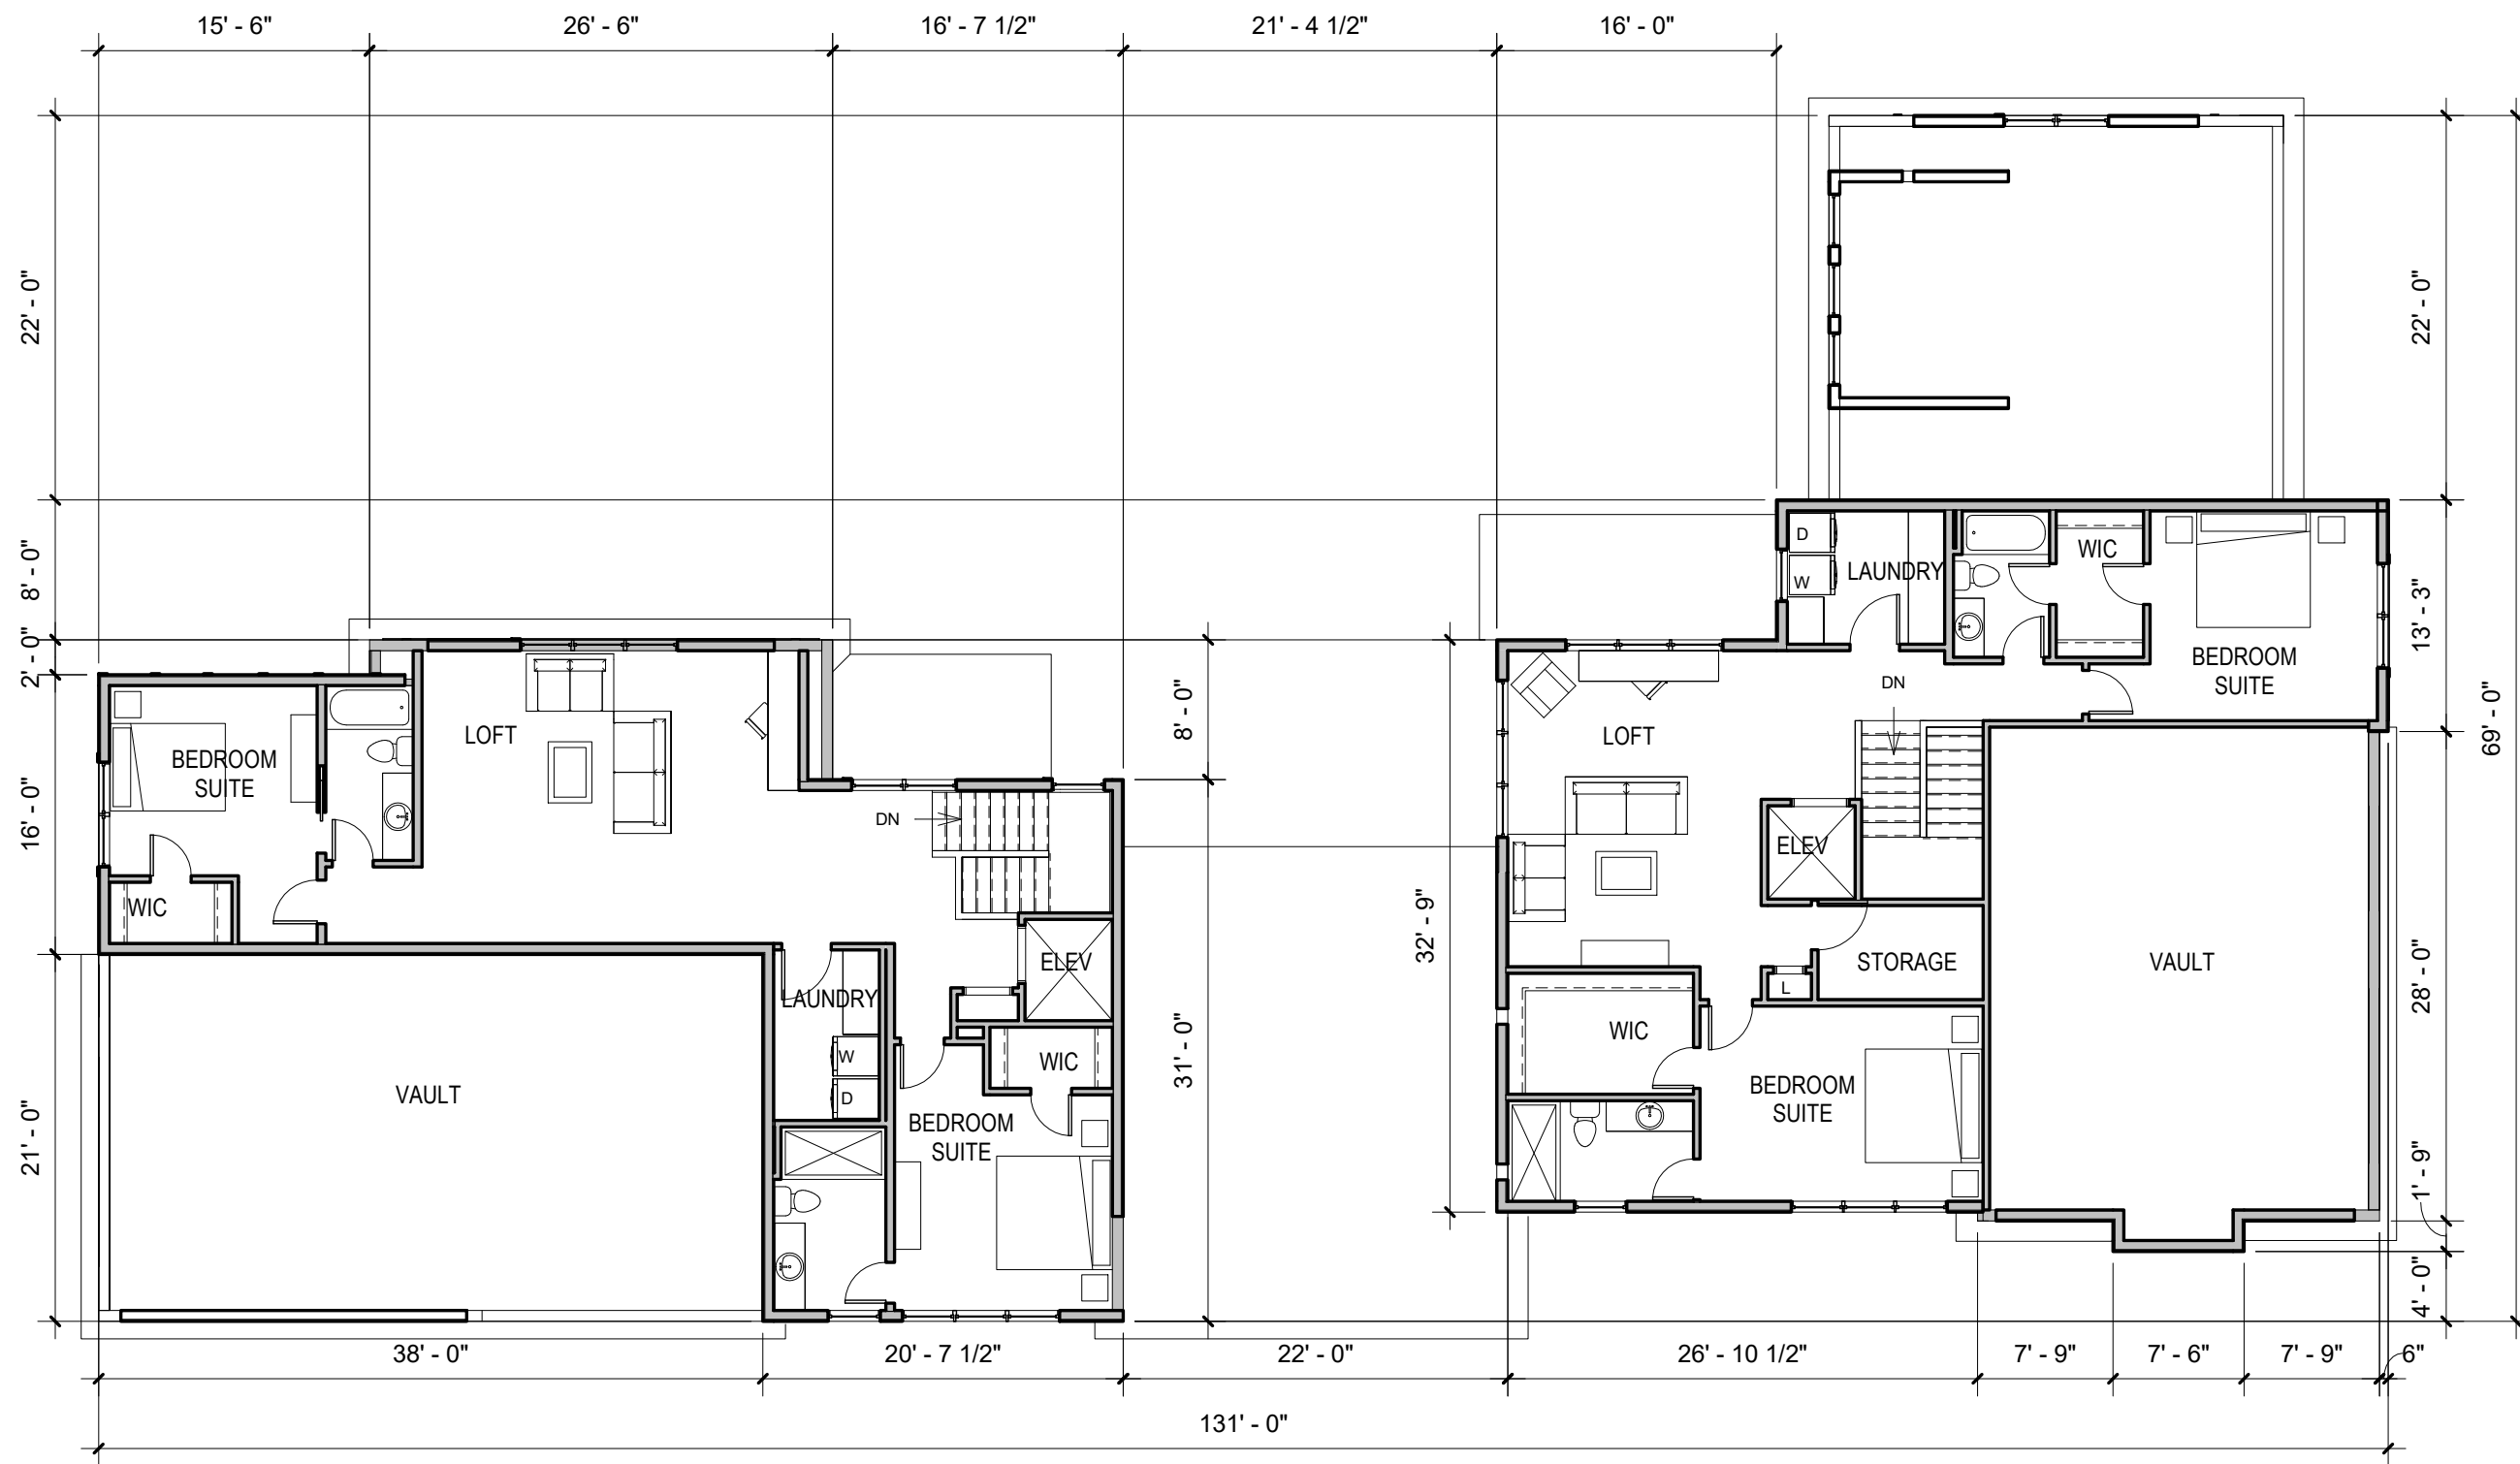 15' - 6"
26' - 6"
16' - 7 1/2"
21' - 4 1/2"
16' - 0"
22' - 0"
8' - 0"
2' - 0"
16' - 0"
21' - 0"
BEDROOM
SUITE
WIC
LOFT
DN
ELEV
LAUNDRY
W
D
WIC
BEDROOM
SUITE
VAULT
8' - 0"
31' - 0"
32' - 9"
D
W
LAUNDRY
WIC
BEDROOM
SUITE
DN
LOFT
ELEV
STORAGE
L
WIC
BEDROOM
SUITE
VAULT
22' - 0"
13' - 3"
28' - 0"
1' - 9"
4' - 0"
69' - 0"
38' - 0"
20' - 7 1/2"
22' - 0"
26' - 10 1/2"
7' - 9"
7' - 6"
7' - 9"
6"
131' - 0"